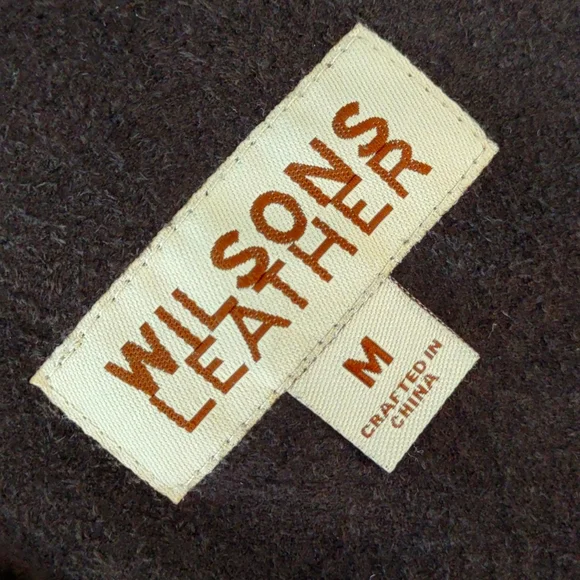 WILSONS
LEATHER
M
CRAFTED IN
CHINA